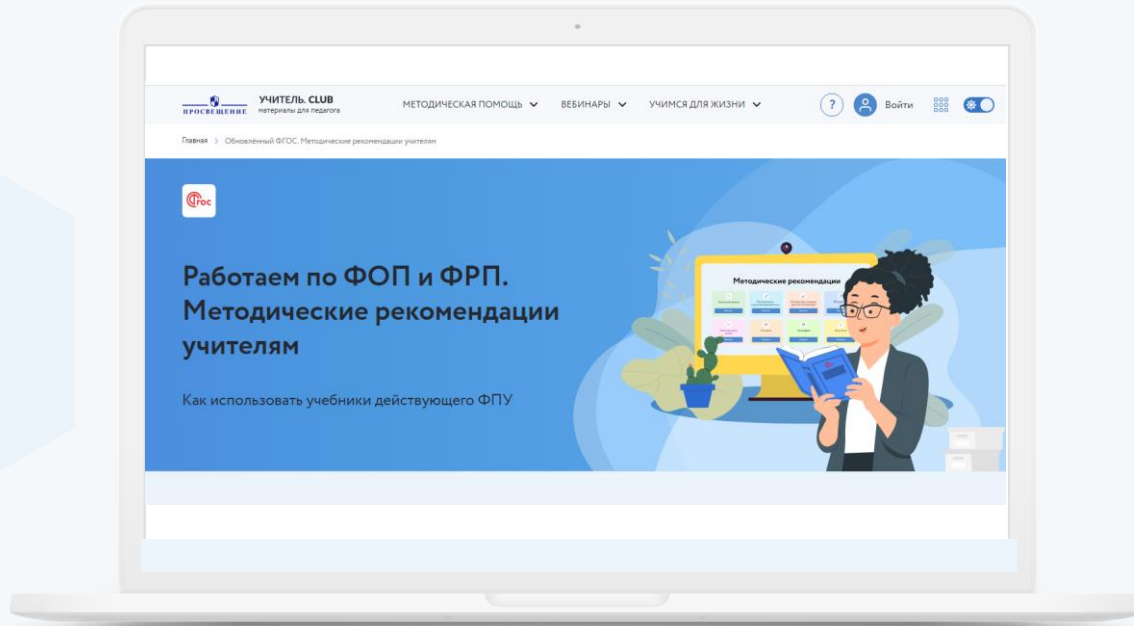 ПРОСВЕЩЕНИЕ
УЧИТЕЛЬ. CLUB
материалы для педагога
МЕТОДИЧЕСКАЯ ПОМОЩЬ
ВЕБИНАРЫ
УЧИМСЯ ДЛЯ ЖИЗНИ
?
Войти
Главная > Обновлённый ФГОС. Методические рекомендации учителям
Фгос
Работаем по ФОП и ФРП.
Методические рекомендации
учителям
Как использовать учебники действующего ФПУ
Методические рекомендации